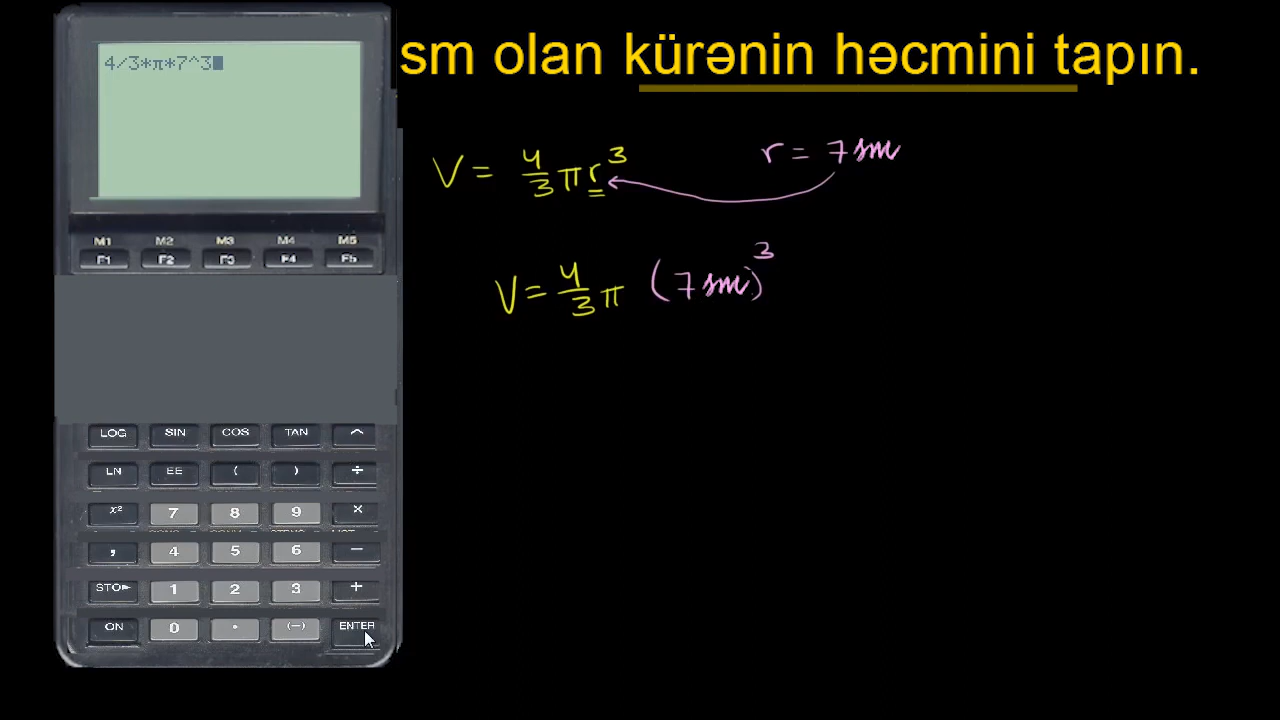 4/3*π*7^3
sm olan kürənin həcmini tapın.
V = 4/3 π r³
r = 7 sm
V = 4/3 π (7 sm)³
M1 M2 M3 M4 M5
F1 F2 F3 F4 F5
LOG SIN COS TAN ^
LN EE ( ) ÷
x² 7 8 9 ×
, 4 5 6 −
STO► 1 2 3 +
ON 0 . (−) ENTER